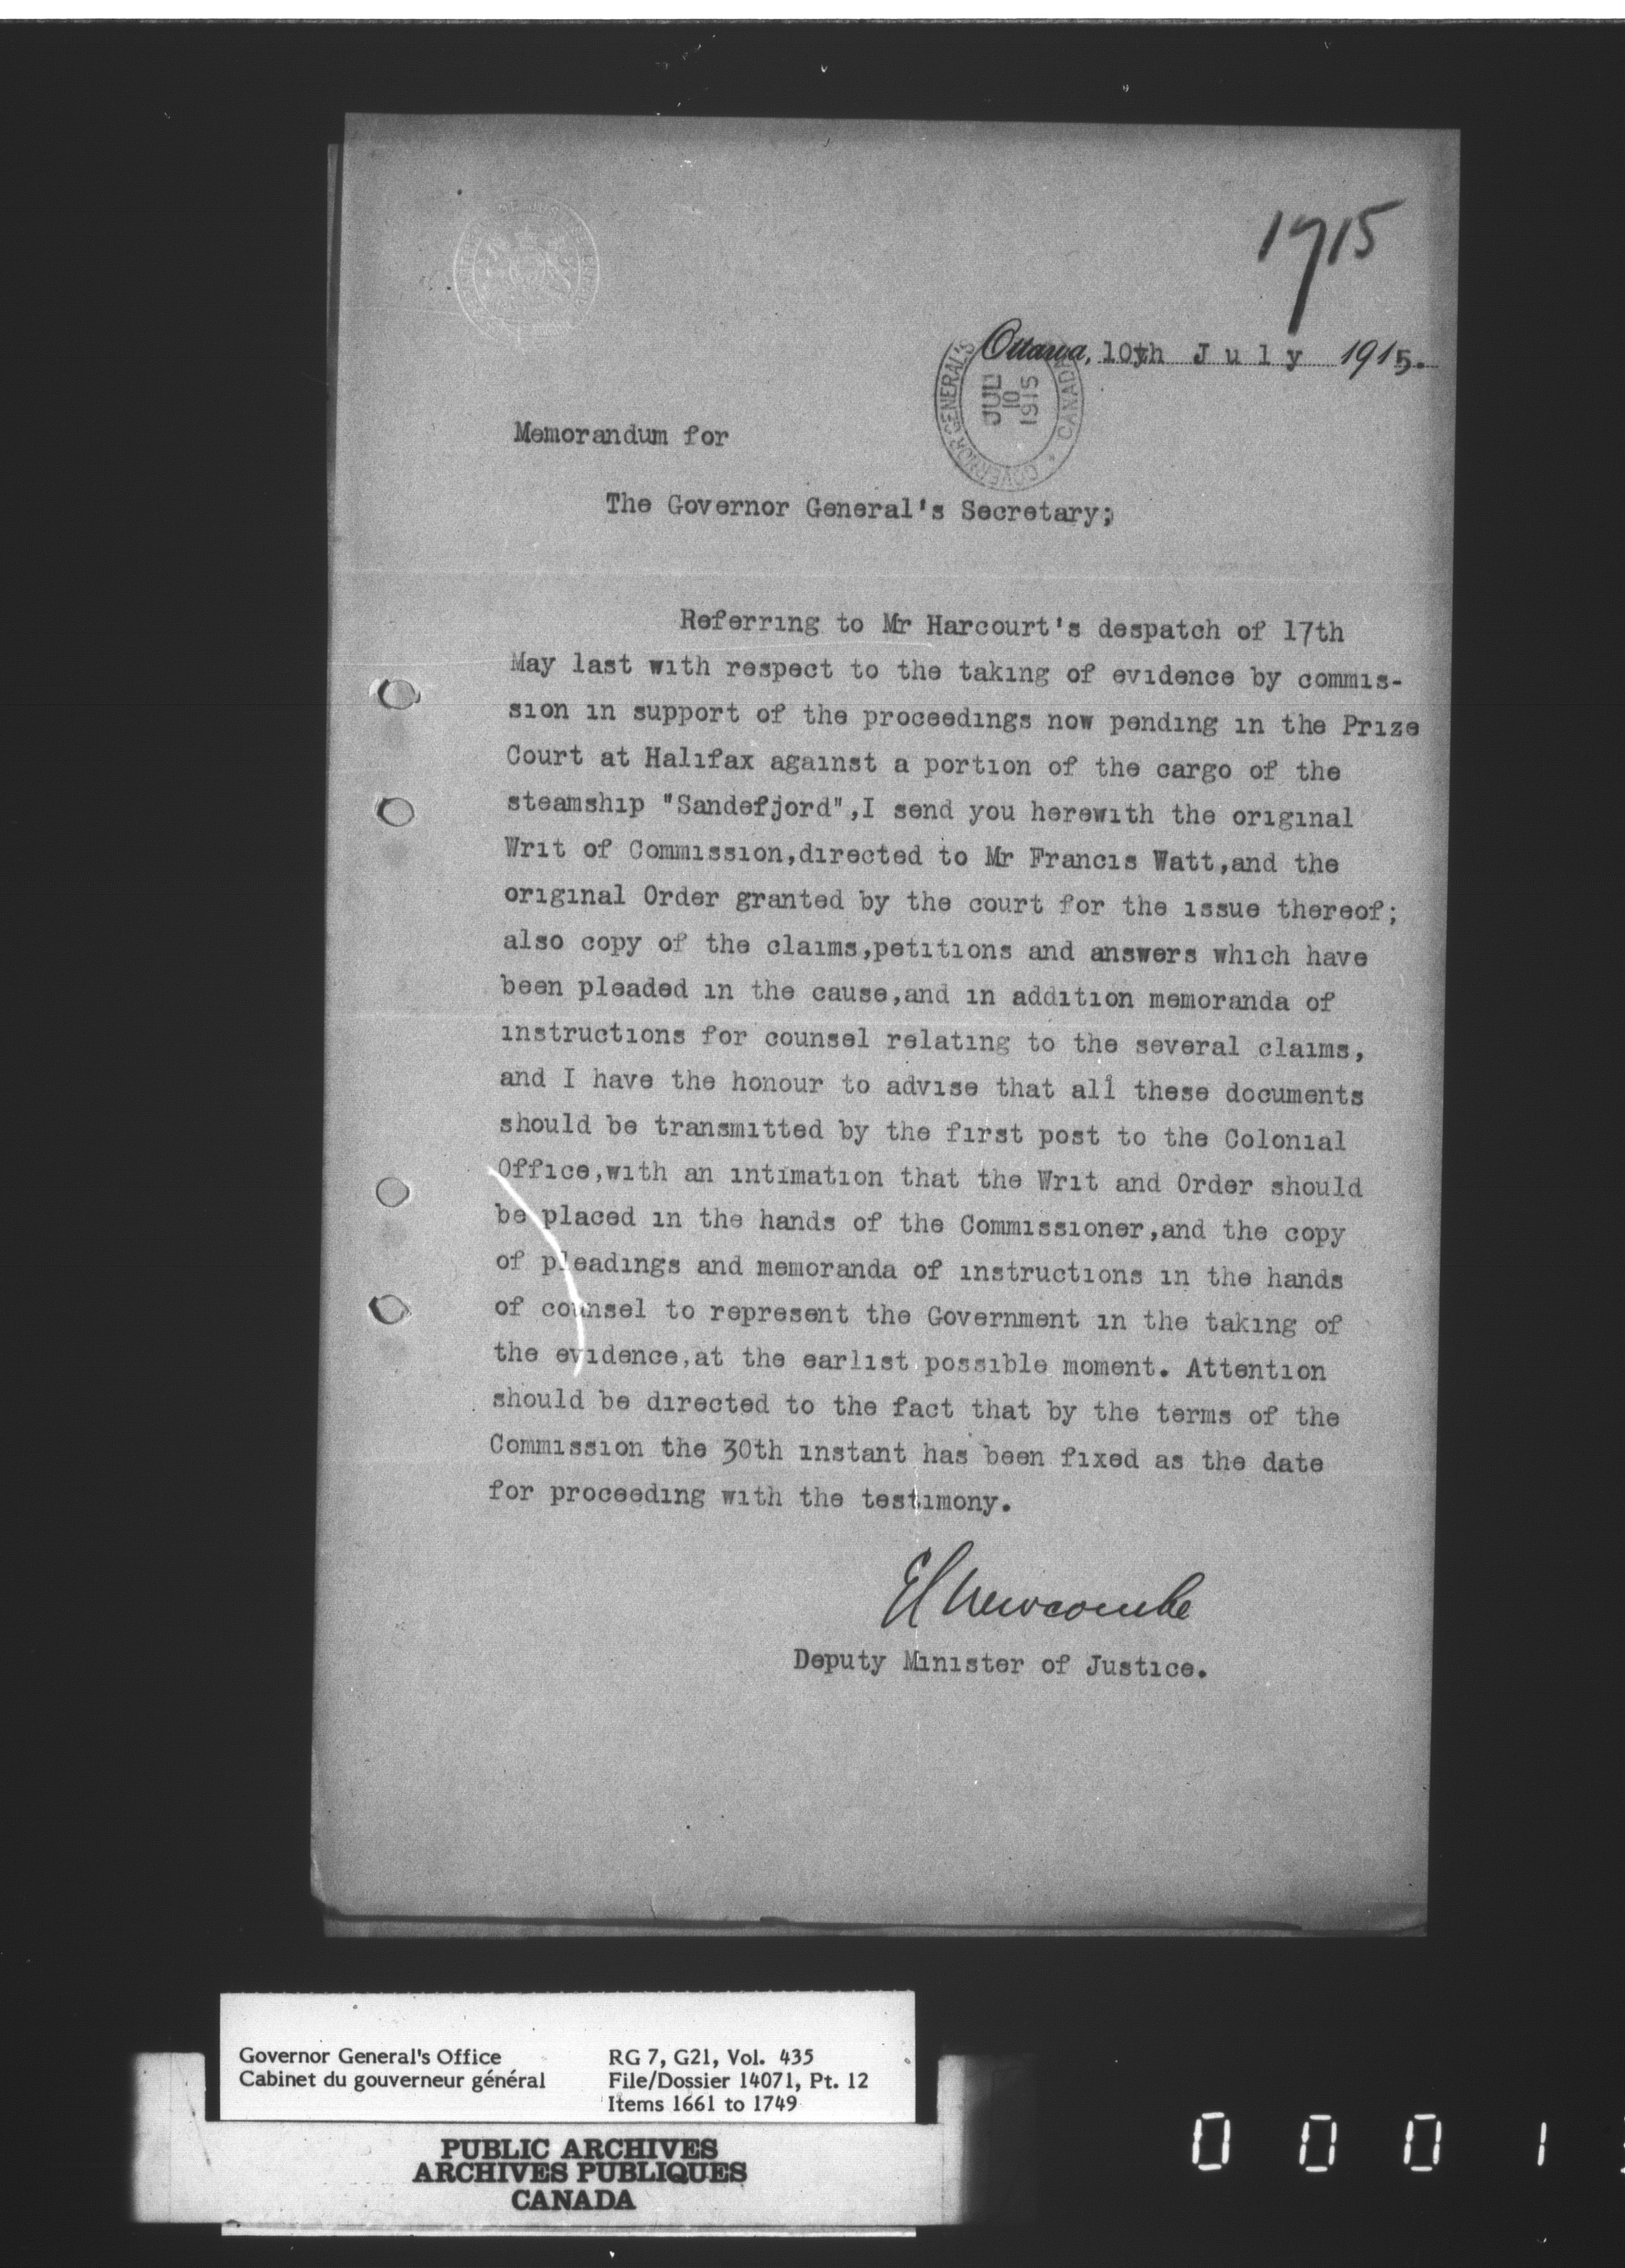 1715
Ottawa, 10th July 1915.
GOVERNOR GENERAL'S
CANADA
JUL
10
1915
Memorandum for
The Governor General's Secretary;
Referring to Mr Harcourt's despatch of 17th
May last with respect to the taking of evidence by commis-
sion in support of the proceedings now pending in the Prize
Court at Halifax against a portion of the cargo of the
steamship "Sandefjord",I send you herewith the original
Writ of Commission,directed to Mr Francis Watt,and the
original Order granted by the court for the issue thereof;
also copy of the claims,petitions and answers which have
been pleaded in the cause,and in addition memoranda of
instructions for counsel relating to the several claims,
and I have the honour to advise that all these documents
should be transmitted by the first post to the Colonial
Office,with an intimation that the Writ and Order should
be placed in the hands of the Commissioner,and the copy
of pleadings and memoranda of instructions in the hands
of counsel to represent the Government in the taking of
the evidence,at the earlist possible moment. Attention
should be directed to the fact that by the terms of the
Commission the 30th instant has been fixed as the date
for proceeding with the testimony.
EL Newcombe
Deputy Minister of Justice.
Governor General's Office
Cabinet du gouverneur général
RG 7, G21, Vol. 435
File/Dossier 14071, Pt. 12
Items 1661 to 1749
PUBLIC ARCHIVES
ARCHIVES PUBLIQUES
CANADA
0001